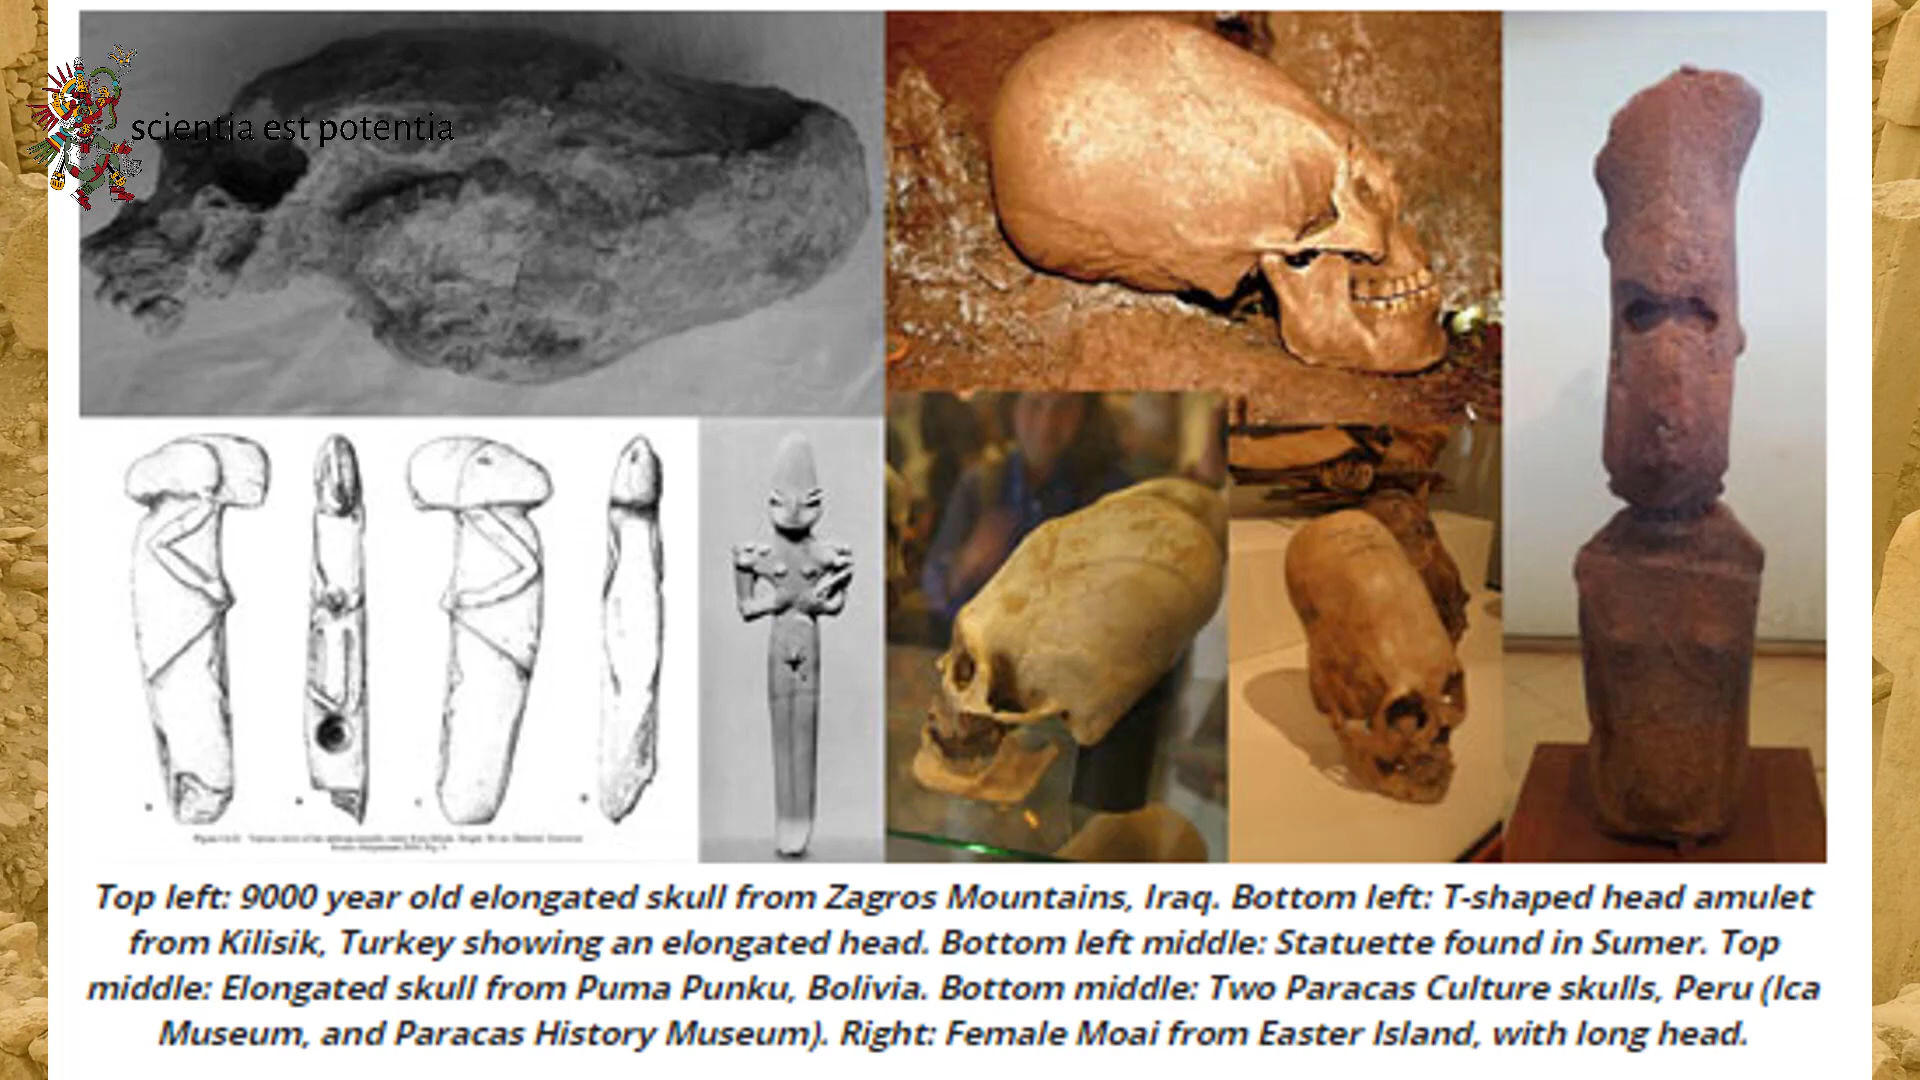 scientia est potentia
Top left: 9000 year old elongated skull from Zagros Mountains, Iraq. Bottom left: T-shaped head amulet
from Kilisik, Turkey showing an elongated head. Bottom left middle: Statuette found in Sumer. Top
middle: Elongated skull from Puma Punku, Bolivia. Bottom middle: Two Paracas Culture skulls, Peru (Ica
Museum, and Paracas History Museum). Right: Female Moai from Easter Island, with long head.